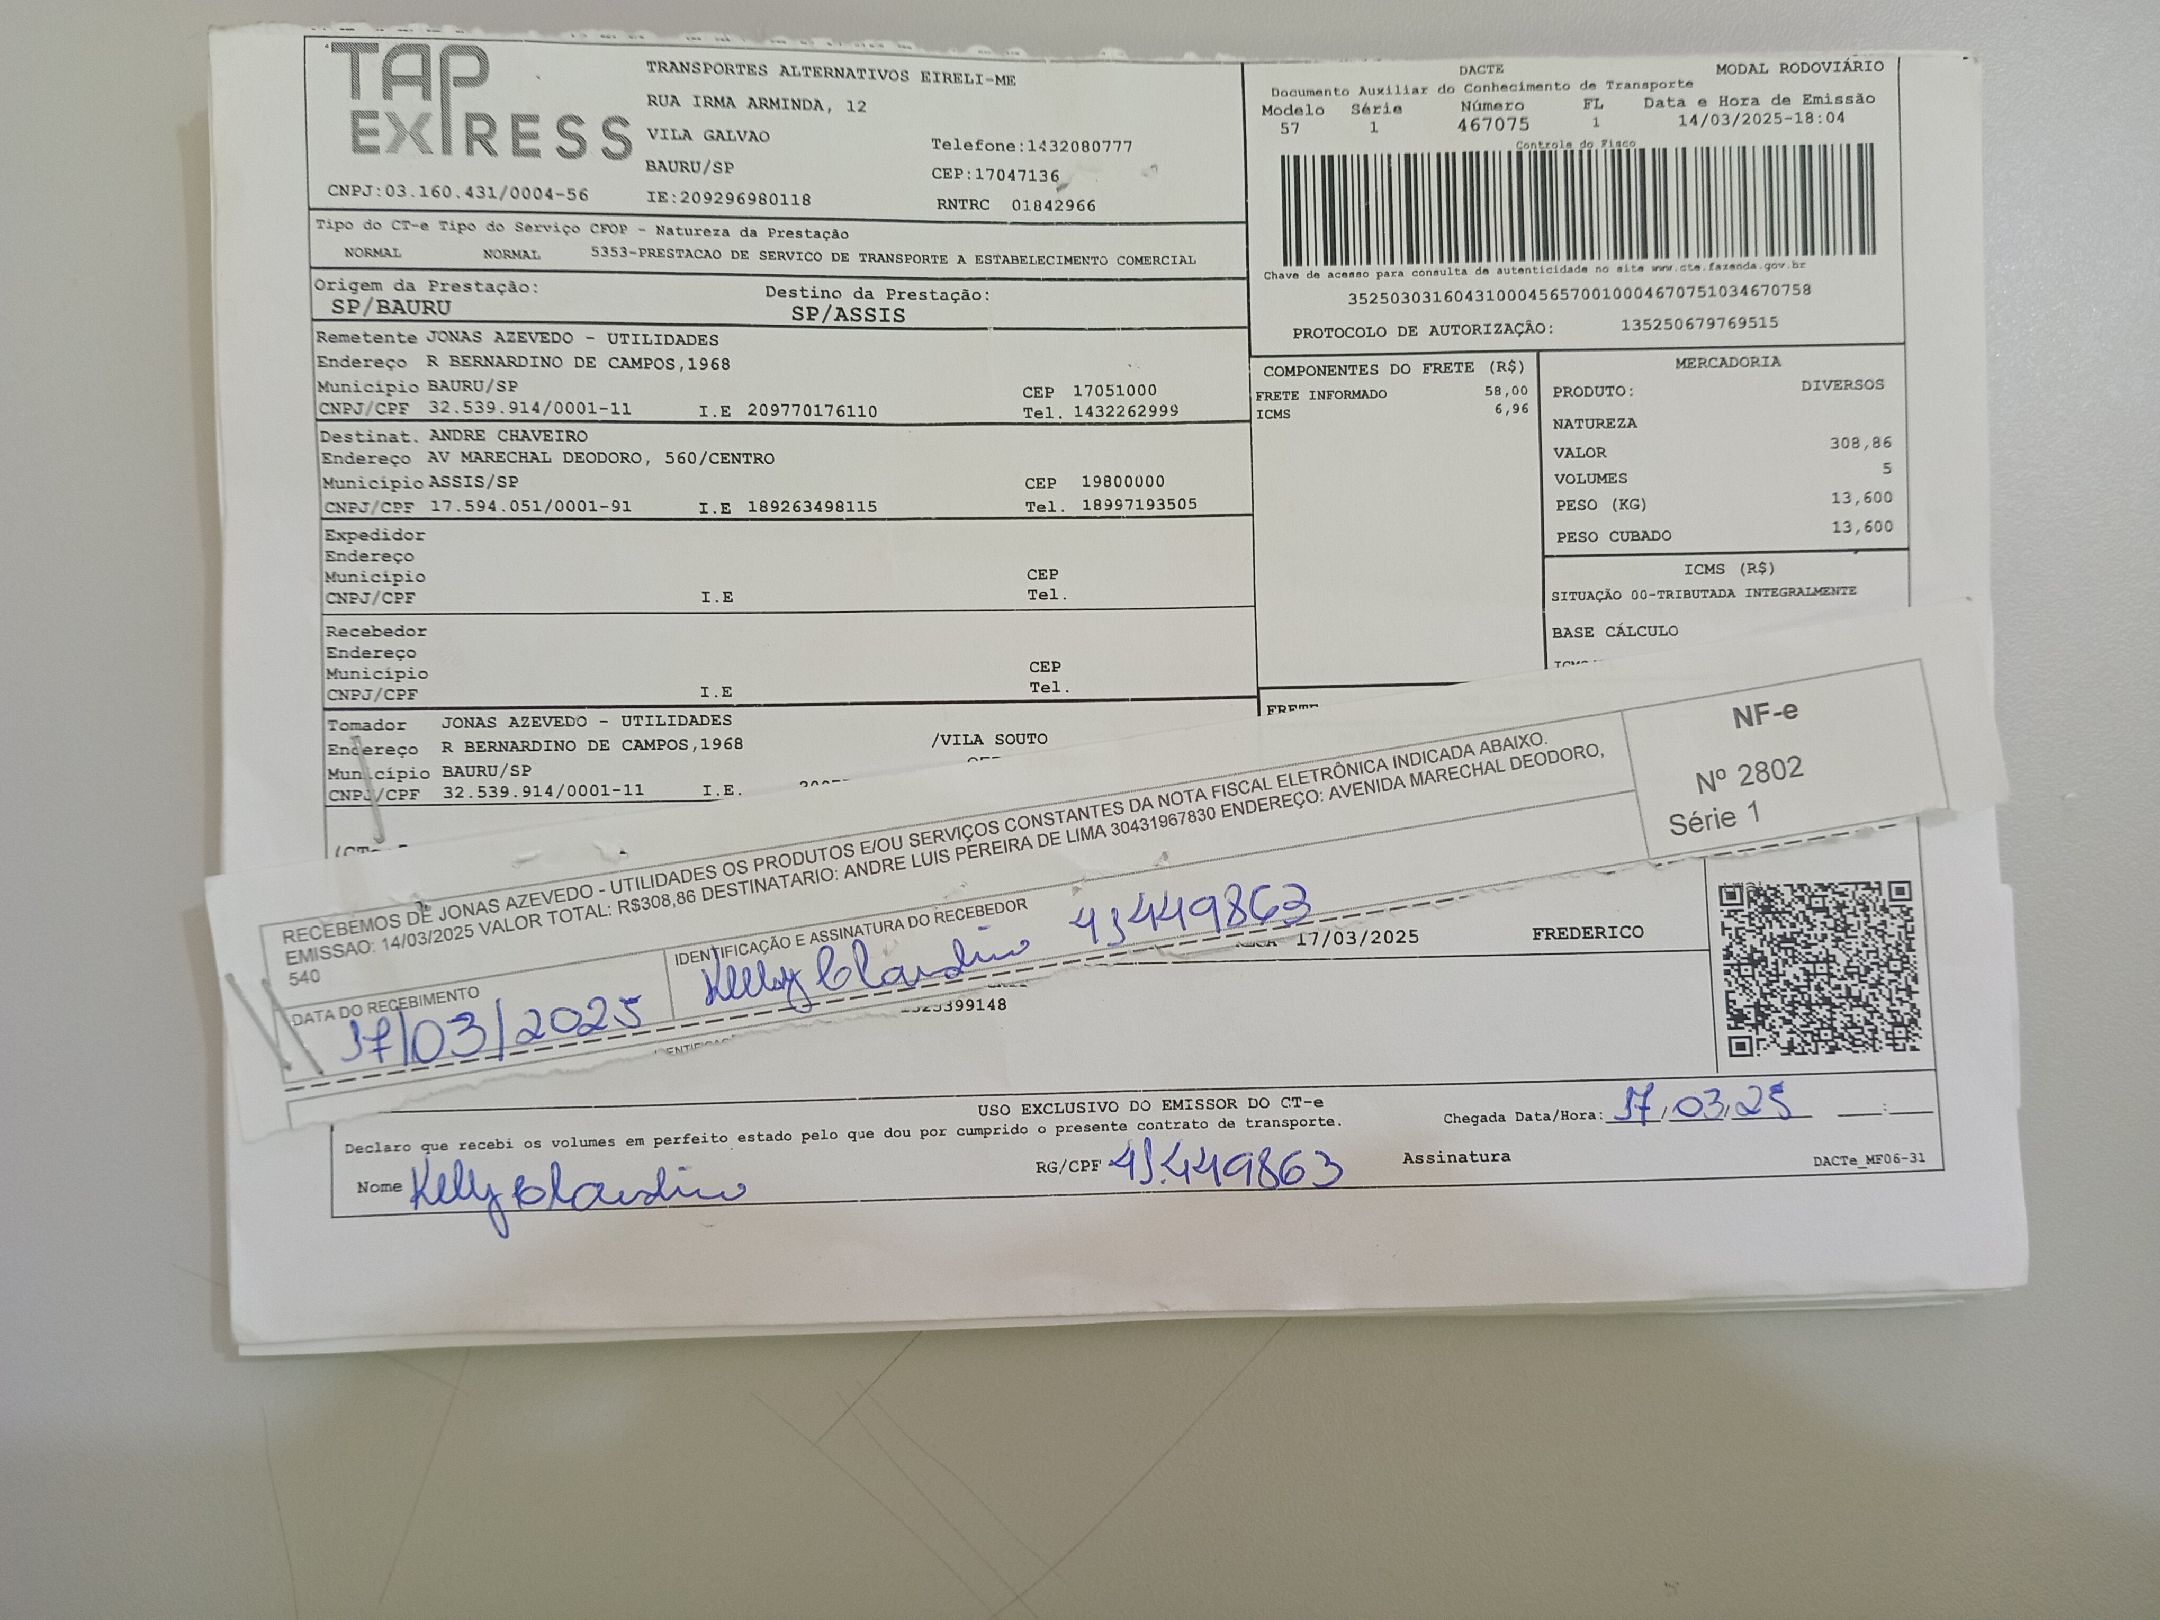 TAP EXPRESS
CNPJ:03.160.431/0004-56
TRANSPORTES ALTERNATIVOS EIRELI-ME
RUA IRMA ARMINDA, 12
VILA GALVAO
BAURU/SP
IE:209296980118
Telefone:1432080777
CEP:17047136
RNTRC 01842966
DACTE MODAL RODOVIÁRIO
Documento Auxiliar do Conhecimento de Transporte
Modelo Série Número FL Data e Hora de Emissão
57 1 467075 1 14/03/2025-18:04
Controle do Fisco
Chave de acesso para consulta de autenticidade no site www.cte.fazenda.gov.br
35250303160431000456570010004670751034670758
PROTOCOLO DE AUTORIZAÇÃO: 135250679769515
Tipo do CT-e Tipo do Serviço CFOP - Natureza da Prestação
NORMAL NORMAL 5353-PRESTACAO DE SERVICO DE TRANSPORTE A ESTABELECIMENTO COMERCIAL
Origem da Prestação: Destino da Prestação:
SP/BAURU SP/ASSIS
Remetente JONAS AZEVEDO - UTILIDADES
Endereço R BERNARDINO DE CAMPOS,1968
Município BAURU/SP CEP 17051000
CNPJ/CPF 32.539.914/0001-11 I.E 209770176110 Tel. 1432262999
Destinat. ANDRE CHAVEIRO
Endereço AV MARECHAL DEODORO, 560/CENTRO
Município ASSIS/SP CEP 19800000
CNPJ/CPF 17.594.051/0001-91 I.E 189263498115 Tel. 18997193505
Expedidor
Endereço
Município CEP
CNPJ/CPF I.E Tel.
Recebedor
Endereço
Município CEP
CNPJ/CPF I.E Tel.
Tomador JONAS AZEVEDO - UTILIDADES
Endereço R BERNARDINO DE CAMPOS,1968 /VILA SOUTO
Município BAURU/SP
CNPJ/CPF 32.539.914/0001-11 I.E.
COMPONENTES DO FRETE (R$)
FRETE INFORMADO 58,00
ICMS 6,96
MERCADORIA
PRODUTO: DIVERSOS
NATUREZA
VALOR 308,86
VOLUMES 5
PESO (KG) 13,600
PESO CUBADO 13,600
ICMS (R$)
SITUAÇÃO 00-TRIBUTADA INTEGRALMENTE
BASE CÁLCULO
RECEBEMOS DE JONAS AZEVEDO - UTILIDADES OS PRODUTOS E/OU SERVIÇOS CONSTANTES DA NOTA FISCAL ELETRÔNICA INDICADA ABAIXO.
EMISSAO: 14/03/2025 VALOR TOTAL: R$308,86 DESTINATARIO: ANDRE LUIS PEREIRA DE LIMA 30431967830 ENDEREÇO: AVENIDA MARECHAL DEODORO,
540
NF-e
Nº 2802
Série 1
DATA DO RECEBIMENTO
17/03/2025
IDENTIFICAÇÃO E ASSINATURA DO RECEBEDOR
Kelly Claudino 41449863
17/03/2025 FREDERICO
399148
USO EXCLUSIVO DO EMISSOR DO CT-e
Declaro que recebi os volumes em perfeito estado pelo que dou por cumprido o presente contrato de transporte.
Chegada Data/Hora: 17/03/25 __:__
Nome Kelly Claudino RG/CPF 41.449863 Assinatura
DACTe_MF06-31